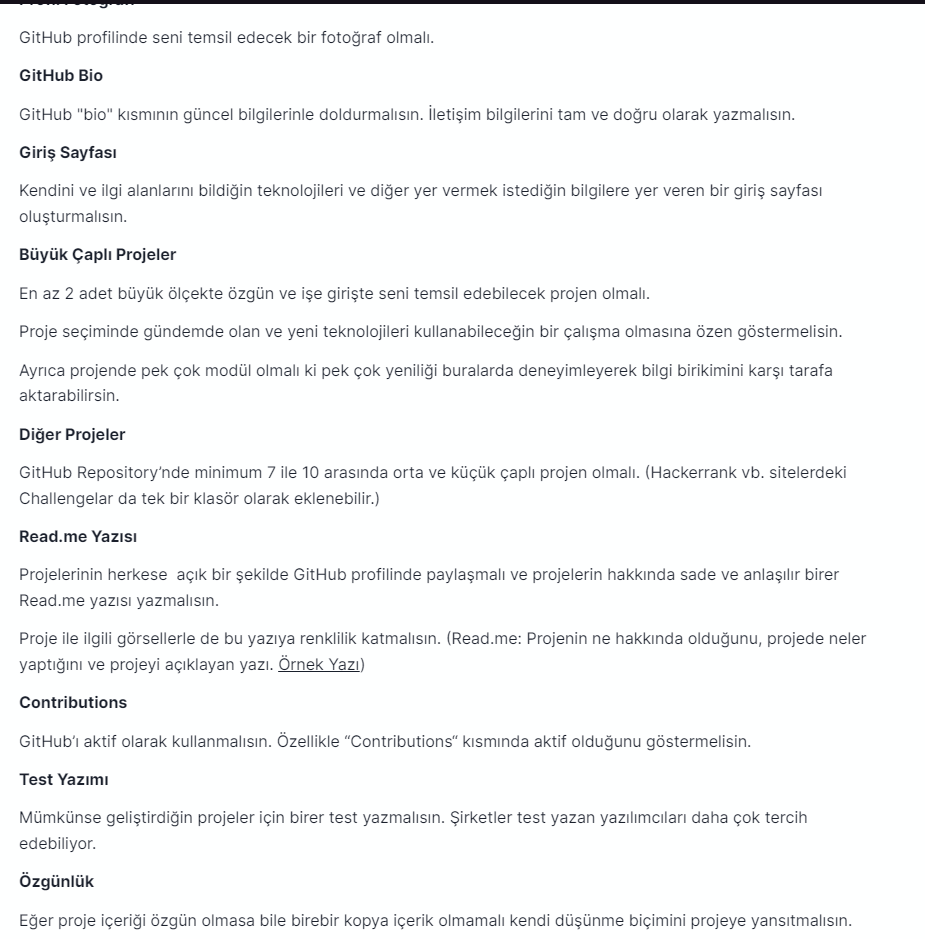 GitHub profilinde seni temsil edecek bir fotoğraf olmalı.
GitHub Bio
GitHub "bio" kısmının güncel bilgilerinle doldurmalısın. İletişim bilgilerini tam ve doğru olarak yazmalısın.
Giriş Sayfası
Kendini ve ilgi alanlarını bildiğin teknolojileri ve diğer yer vermek istediğin bilgilere yer veren bir giriş sayfası
oluşturmalısın.
Büyük Çaplı Projeler
En az 2 adet büyük ölçekte özgün ve işe girişte seni temsil edebilecek projen olmalı.
Proje seçiminde gündemde olan ve yeni teknolojileri kullanabileceğin bir çalışma olmasına özen göstermelisin.
Ayrıca projende pek çok modül olmalı ki pek çok yeniliği buralarda deneyimleyerek bilgi birikimini karşı tarafa
aktarabilirsin.
Diğer Projeler
GitHub Repository’nde minimum 7 ile 10 arasında orta ve küçük çaplı projen olmalı. (Hackerrank vb. sitelerdeki
Challengelar da tek bir klasör olarak eklenebilir.)
Read.me Yazısı
Projelerinin herkese  açık bir şekilde GitHub profilinde paylaşmalı ve projelerin hakkında sade ve anlaşılır birer
Read.me yazısı yazmalısın.
Proje ile ilgili görsellerle de bu yazıya renklilik katmalısın. (Read.me: Projenin ne hakkında olduğunu, projede neler
yaptığını ve projeyi açıklayan yazı. Örnek Yazı)
Contributions
GitHub’ı aktif olarak kullanmalısın. Özellikle “Contributions“ kısmında aktif olduğunu göstermelisin.
Test Yazımı
Mümkünse geliştirdiğin projeler için birer test yazmalısın. Şirketler test yazan yazılımcıları daha çok tercih
edebiliyor.
Özgünlük
Eğer proje içeriği özgün olmasa bile birebir kopya içerik olmamalı kendi düşünme biçimini projeye yansıtmalısın.